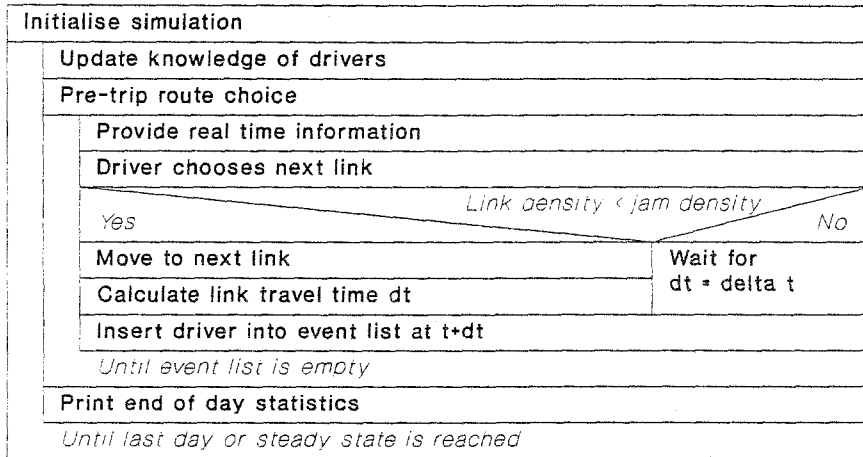 Initialise simulation
Update knowledge of drivers
Pre-trip route choice
Provide real time information
Driver chooses next link
Link density < jam density
Yes
No
Move to next link
Wait for
dt = delta t
Calculate link travel time dt
Insert driver into event list at t+dt
Until event list is empty
Print end of day statistics
Until last day or steady state is reached